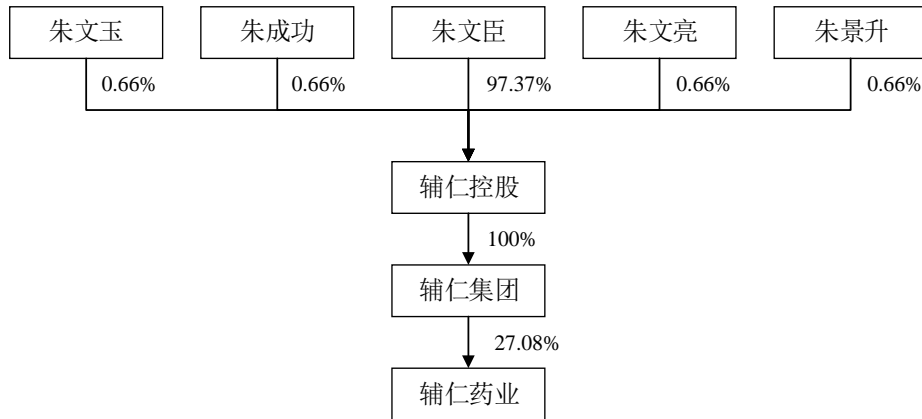 朱文玉 朱成功 朱文臣 朱文亮 朱景升
0.66% 0.66% 97.37% 0.66% 0.66%
辅仁控股
100%
辅仁集团
27.08%
辅仁药业